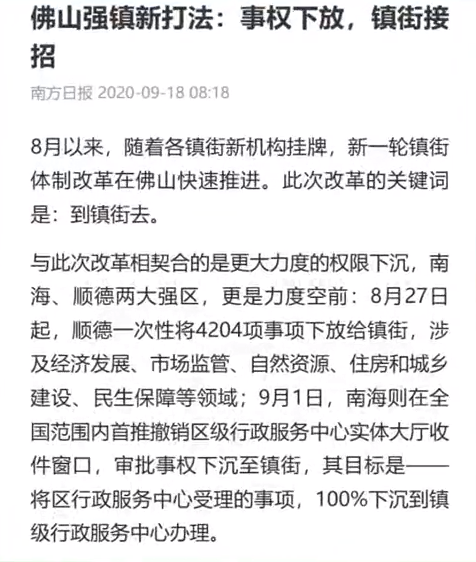 佛山强镇新打法：事权下放，镇街接
招
南方日报 2020-09-18 08:18
8月以来，随着各镇街新机构挂牌，新一轮镇街
体制改革在佛山快速推进。此次改革的关键词
是：到镇街去。
与此次改革相契合的是更大力度的权限下沉，南
海、顺德两大强区，更是力度空前：8月27日
起，顺德一次性将4204项事项下放给镇街，涉
及经济发展、市场监管、自然资源、住房和城乡
建设、民生保障等领域；9月1日，南海则在全
国范围内首推撤销区级行政服务中心实体大厅收
件窗口，审批事权下沉至镇街，其目标是——
将区行政服务中心受理的事项，100%下沉到镇
级行政服务中心办理。